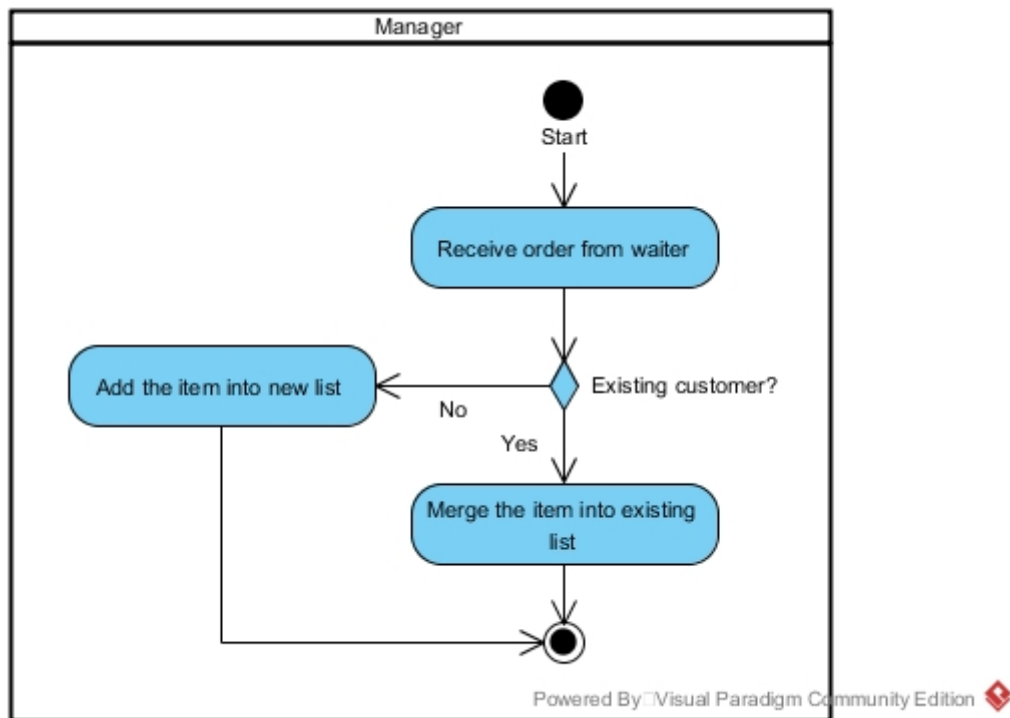 Manager
Start
Receive order from waiter
Add the item into new list
No
Existing customer?
Yes
Merge the item into existing
list
Powered By Visual Paradigm Community Edition